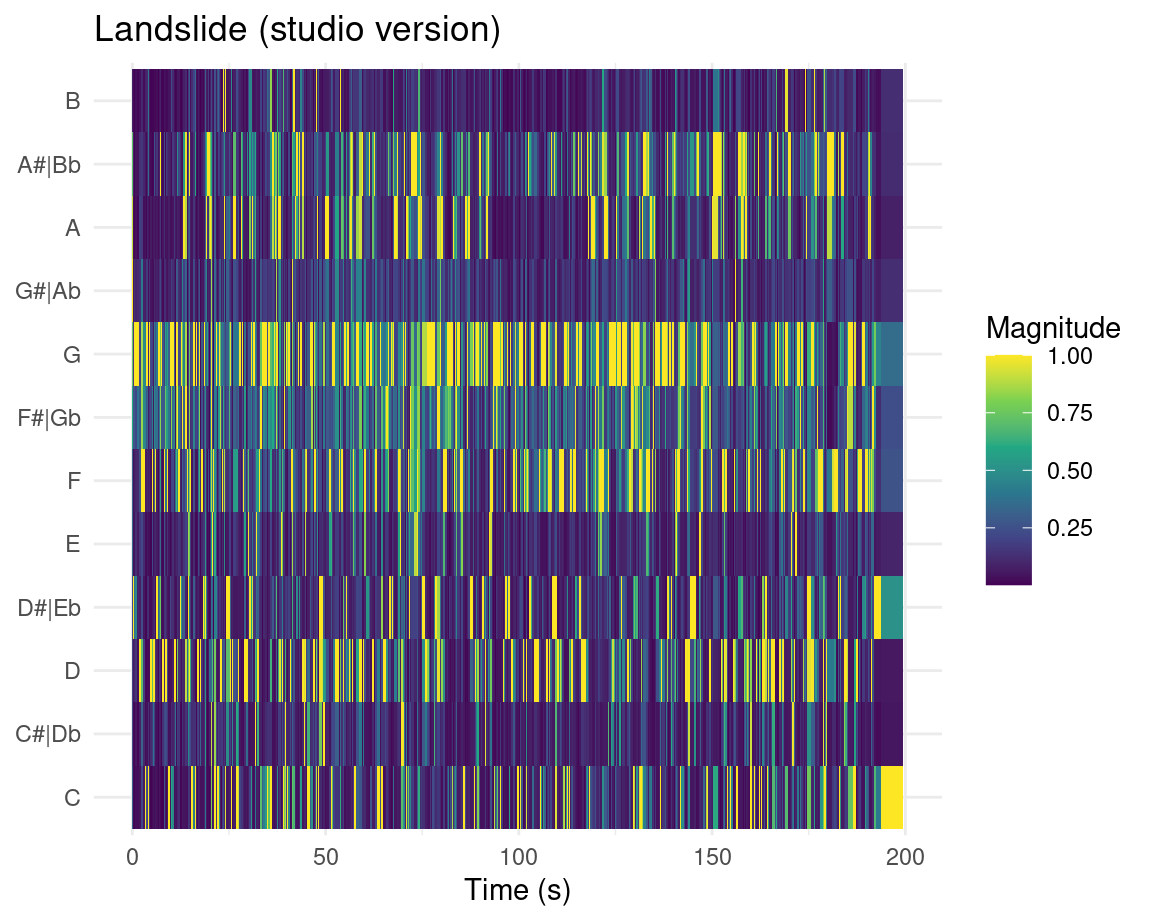 Landslide (studio version)
B
A#|Bb
A
G#|Ab
G
F#|Gb
F
E
D#|Eb
D
C#|Db
C
0
50
100
150
200
Time (s)
Magnitude
1.00
0.75
0.50
0.25